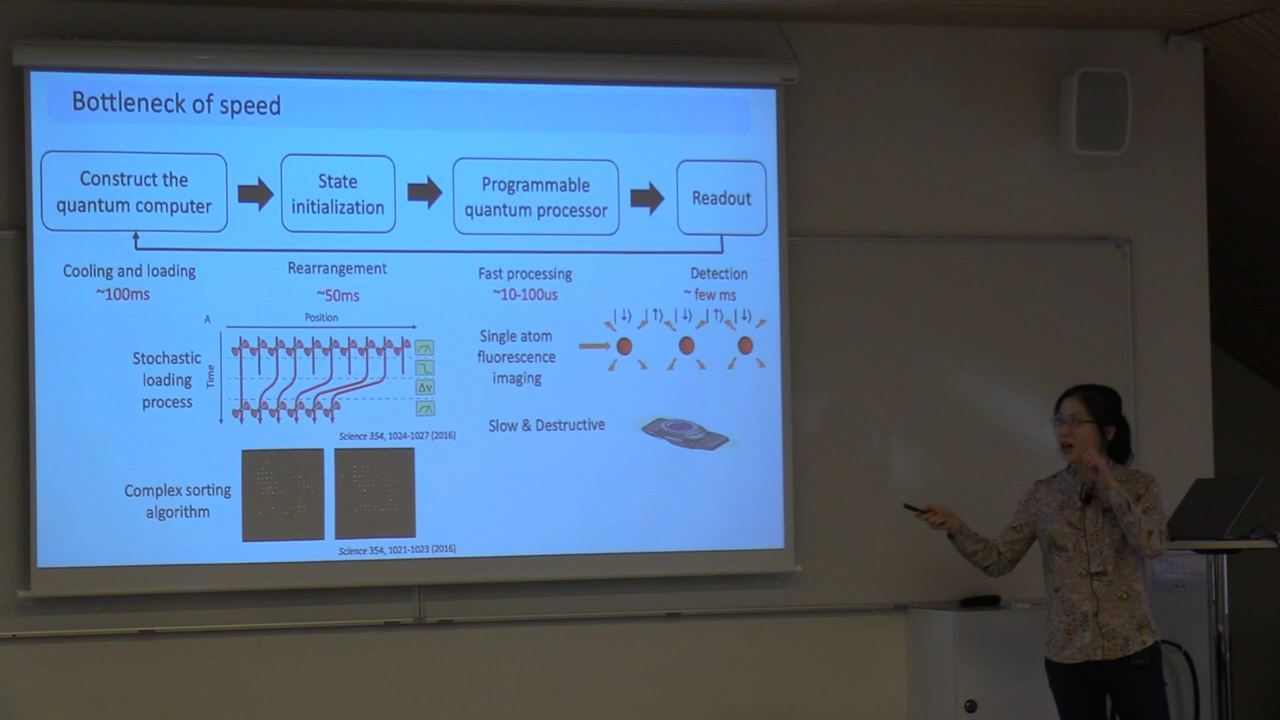 Bottleneck of speed
Construct the
quantum computer
State
initialization
Programmable
quantum processor
Readout
Cooling and loading
~100ms
Rearrangement
~50ms
Fast processing
~10-100us
Detection
~ few ms
A
Position
Time
Stochastic
loading
process
Δν
Science 354, 1024-1027 (2016)
Single atom
fluorescence
imaging
|↓⟩ |↑⟩ |↓⟩ |↑⟩ |↓⟩
Slow & Destructive
Complex sorting
algorithm
Science 354, 1021-1023 (2016)